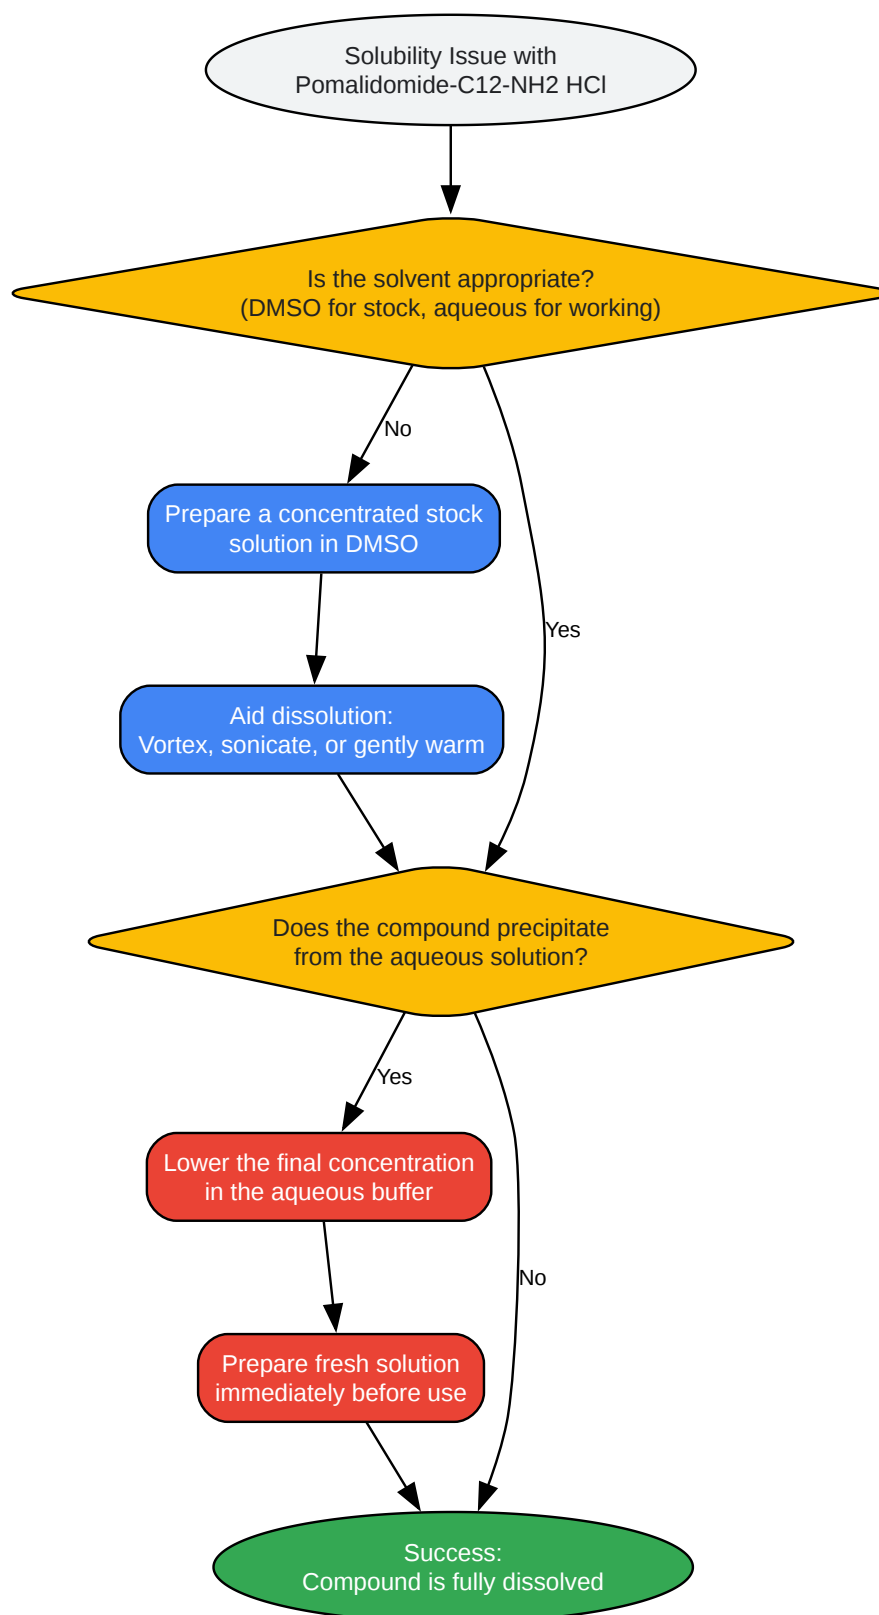 Solubility Issue with
Pomalidomide-C12-NH2 HCl
Is the solvent appropriate?
(DMSO for stock, aqueous for working)
No
Prepare a concentrated stock
solution in DMSO
Yes
Aid dissolution:
Vortex, sonicate, or gently warm
Does the compound precipitate
from the aqueous solution?
Yes
Lower the final concentration
in the aqueous buffer
No
Prepare fresh solution
immediately before use
Success:
Compound is fully dissolved